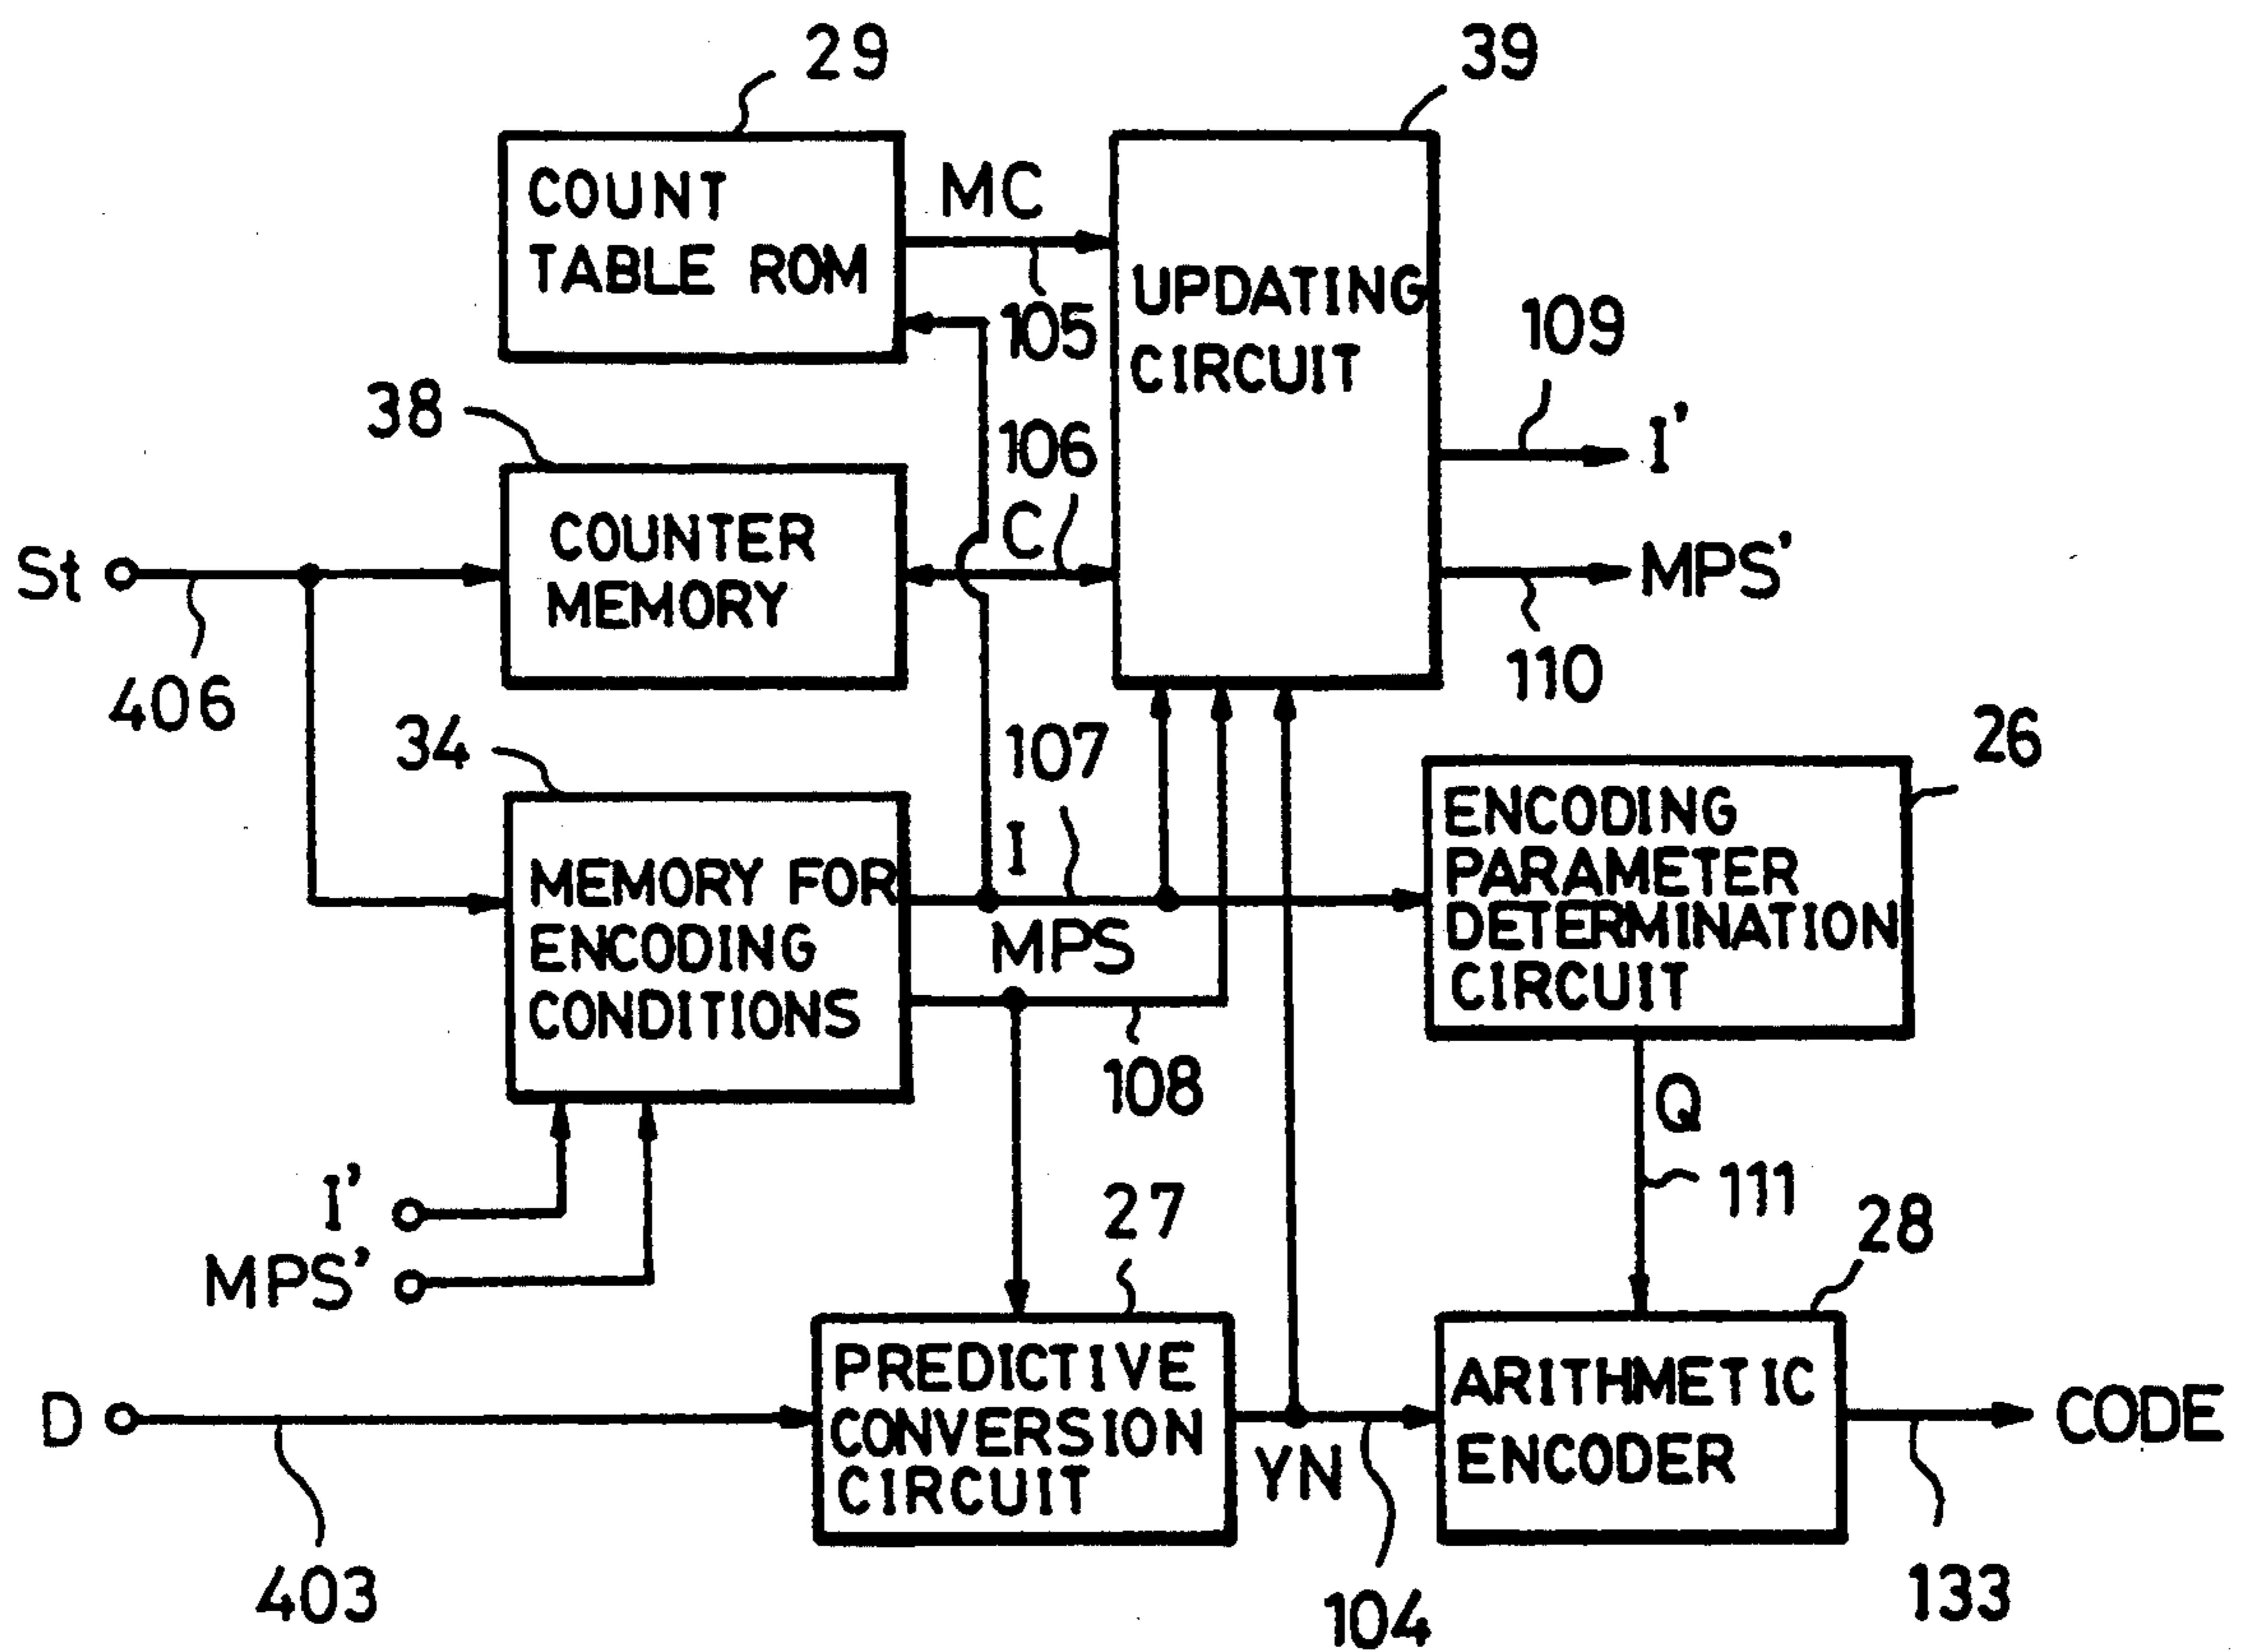 29
39
COUNT
TABLE ROM
MC
105
UPDATING
CIRCUIT
109
I'
38
106
C
COUNTER
MEMORY
St
406
MPS'
110
34
107
I
26
MEMORY FOR
ENCODING
CONDITIONS
MPS
108
ENCODING
PARAMETER
DETERMINATION
CIRCUIT
Q
111
I'
MPS'
27
28
D
403
PREDICTIVE
CONVERSION
CIRCUIT
YN
104
ARITHMETIC
ENCODER
CODE
133